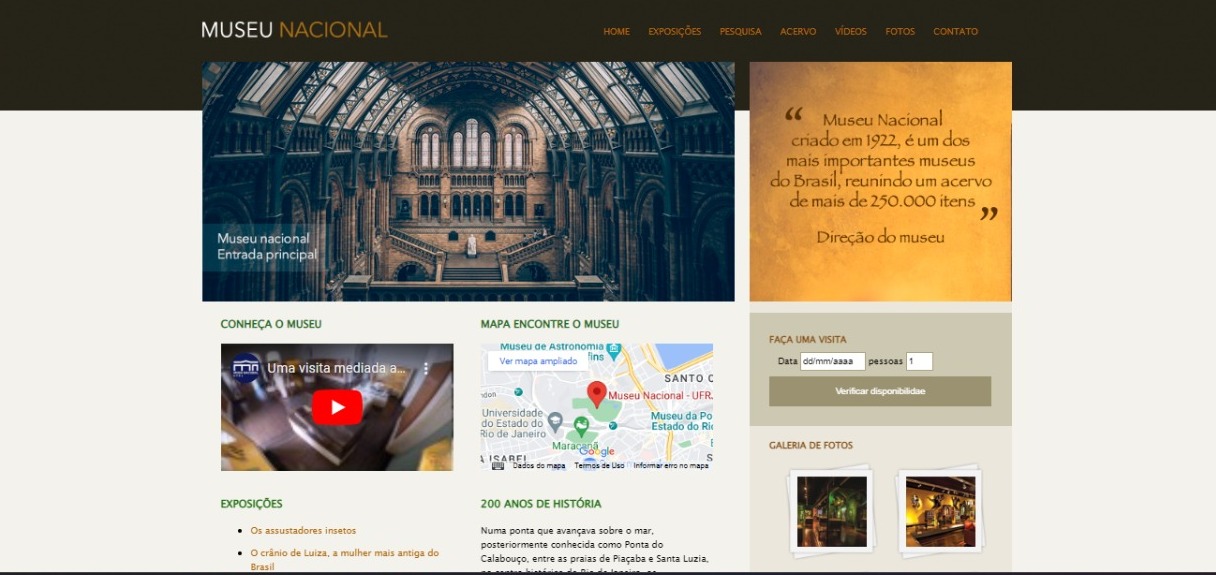 MUSEU NACIONAL
HOME EXPOSIÇÕES PESQUISA ACERVO VÍDEOS FOTOS CONTATO
Museu nacional
Entrada principal
“ Museu Nacional
criado em 1922, é um dos
mais importantes museus
do Brasil, reunindo um acervo
de mais de 250.000 itens ”
Direção do museu
CONHEÇA O MUSEU
Uma visita mediada a...
MAPA ENCONTRE O MUSEU
Museu de Astronomia
fins
Ver mapa ampliado
SANTO C
Museu Nacional - UFRJ
Universidade
do Estado do
Rio de Janeiro
Museu da Po
Estado do Ri
Maracanã
Google
A ISABEL
Dados do mapa Termos de Uso Informar erro no mapa
FAÇA UMA VISITA
Data dd/mm/aaaa pessoas 1
Verificar disponibilidae
GALERIA DE FOTOS
EXPOSIÇÕES
Os assustadores insetos
O crânio de Luiza, a mulher mais antiga do
Brasil
200 ANOS DE HISTÓRIA
Numa ponta que avançava sobre o mar,
posteriormente conhecida como Ponta do
Calabouço, entre as praias de Piaçaba e Santa Luzia,